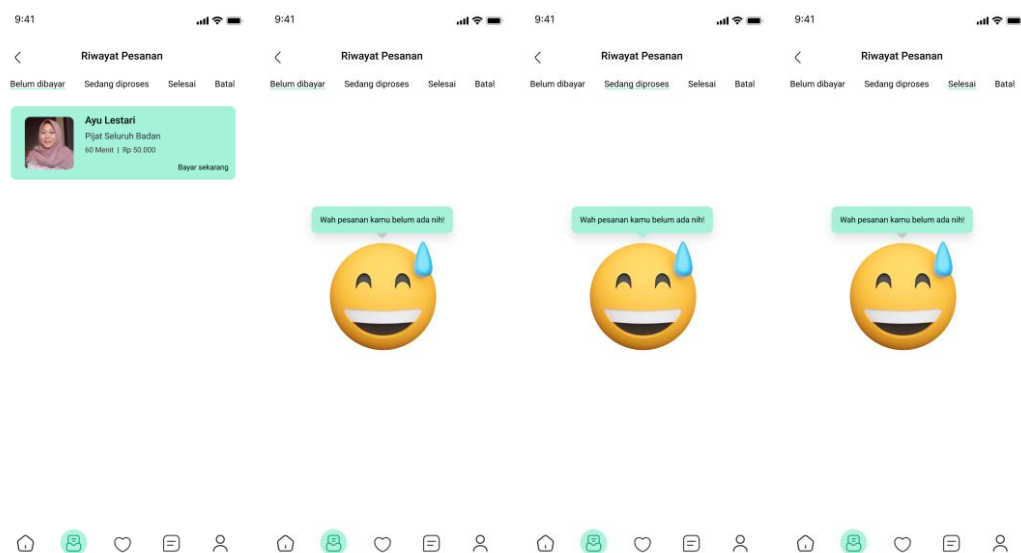 9:41
Riwayat Pesanan
Belum dibayar Sedang diproses Selesai Batal
Ayu Lestari
Pijat Seluruh Badan
60 Menit | Rp 50.000
Bayar sekarang
9:41
Riwayat Pesanan
Belum dibayar Sedang diproses Selesai Batal
Wah pesanan kamu belum ada nih!
9:41
Riwayat Pesanan
Belum dibayar Sedang diproses Selesai Batal
Wah pesanan kamu belum ada nih!
9:41
Riwayat Pesanan
Belum dibayar Sedang diproses Selesai Batal
Wah pesanan kamu belum ada nih!